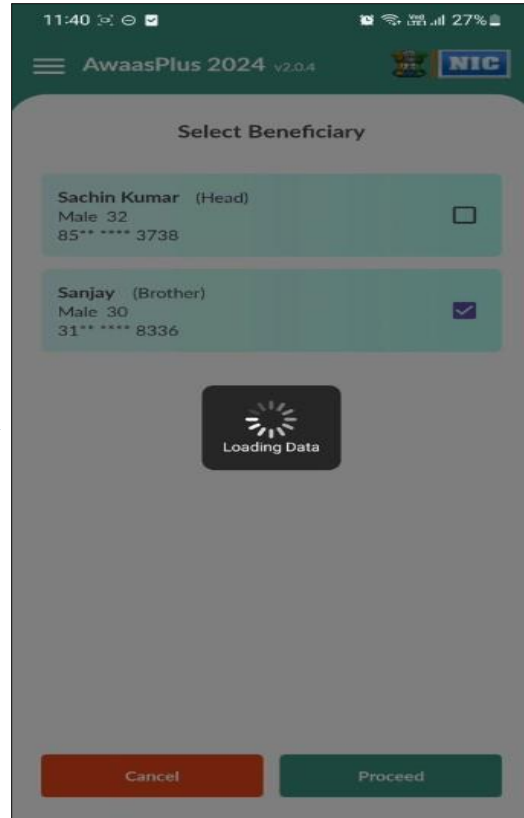 11:40 27%
AwaasPlus 2024 v2.0.4 NIC
Select Beneficiary
Sachin Kumar (Head)
Male 32
85** **** 3738
Sanjay (Brother)
Male 30
31** **** 8336
Loading Data
Cancel Proceed